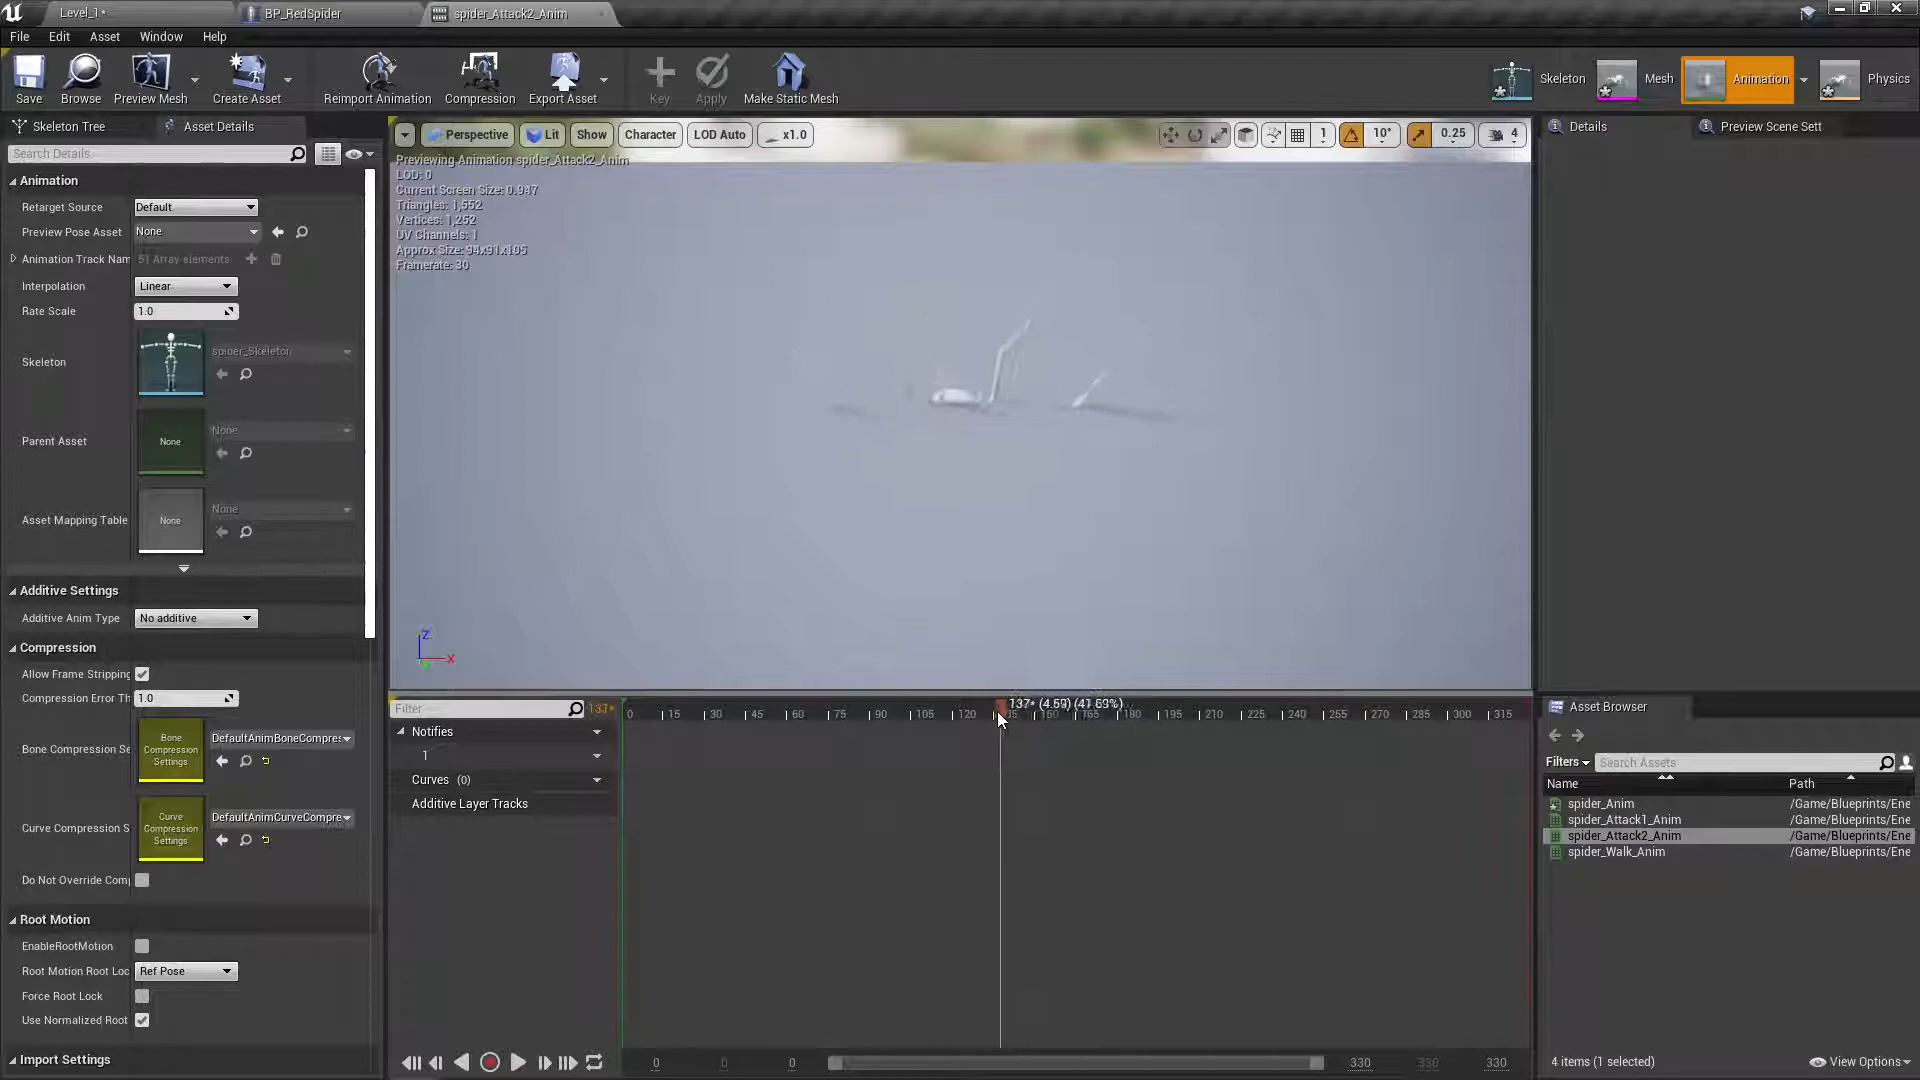 Level_1*
BP_RedSpider
spider_Attack2_Anim
File Edit Asset Window Help
Save Browse Preview Mesh Create Asset Reimport Animation Compression Export Asset Key Apply Make Static Mesh
Skeleton Mesh Animation Physics
Skeleton Tree Asset Details
Search Details
Animation
Retarget Source Default
Preview Pose Asset None
Animation Track Nam 51 Array elements
Interpolation Linear
Rate Scale 1.0
Skeleton spider_Skeleton
Parent Asset None None
Asset Mapping Table None None
Additive Settings
Additive Anim Type No additive
Compression
Allow Frame Stripping
Compression Error Th 1.0
Bone Compression Se Bone Compression Settings DefaultAnimBoneCompres
Curve Compression S Curve Compression Settings DefaultAnimCurveCompre
Do Not Override Comp
Root Motion
EnableRootMotion
Root Motion Root Loc Ref Pose
Force Root Lock
Use Normalized Root
Import Settings
Perspective Lit Show Character LOD Auto x1.0
1 10° 0.25 4
Previewing Animation spider_Attack2_Anim
LOD: 0
Current Screen Size: 0.947
Triangles: 1,552
Vertices: 1,252
UV Channels: 1
Approx Size: 94x91x105
Framerate: 30
Z
X
Filter 137*
0 15 30 45 60 75 90 105 120 135 150 165 180 195 210 225 240 255 270 285 300 315
Notifies
1
Curves (0)
Additive Layer Tracks
0 0 0 330 330 330
Details Preview Scene Sett
Asset Browser
Filters Search Assets
Name Path
spider_Anim /Game/Blueprints/Ene
spider_Attack1_Anim /Game/Blueprints/Ene
spider_Attack2_Anim /Game/Blueprints/Ene
spider_Walk_Anim /Game/Blueprints/Ene
4 items (1 selected) View Options